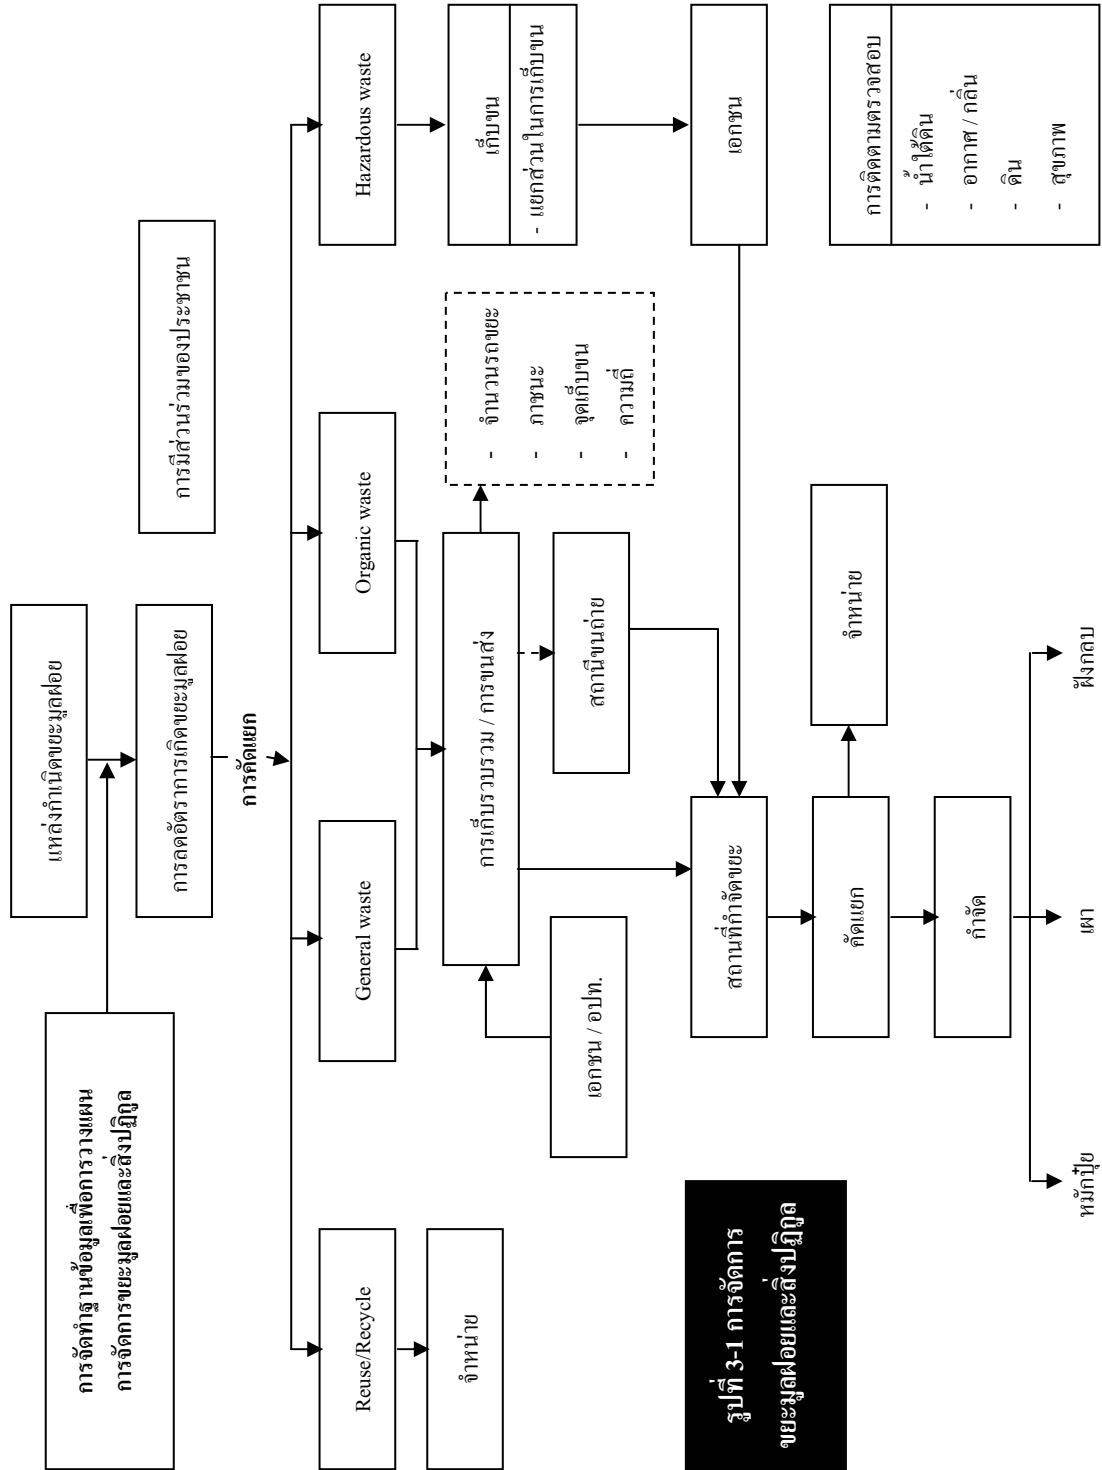 แหล่งกำเนิดขยะมูลฝอย
การจัดทำฐานข้อมูลเพื่อการวางแผน
การจัดการขยะมูลฝอยและสิ่งปฏิกูล
การลดอัตราการเกิดขยะมูลฝอย
การมีส่วนร่วมของประชาชน
การคัดแยก
Reuse/Recycle
General waste
Organic waste
Hazardous waste
จำหน่าย
เก็บขน
- แยกส่วนในการเก็บขน
การเก็บรวบรวม / การขนส่ง
- จำนวนรถขยะ
- ภาชนะ
- จุดเก็บขน
- ความถี่
เอกชน / อปท.
สถานีขนถ่าย
เอกชน
สถานที่กำจัดขยะ
คัดแยก
จำหน่าย
กำจัด
หมักปุ๋ย
เผา
ฝังกลบ
การติดตามตรวจสอบ
- น้ำใต้ดิน
- อากาศ / กลิ่น
- ดิน
- สุขภาพ
รูปที่ 3-1 การจัดการ
ขยะมูลฝอยและสิ่งปฏิกูล